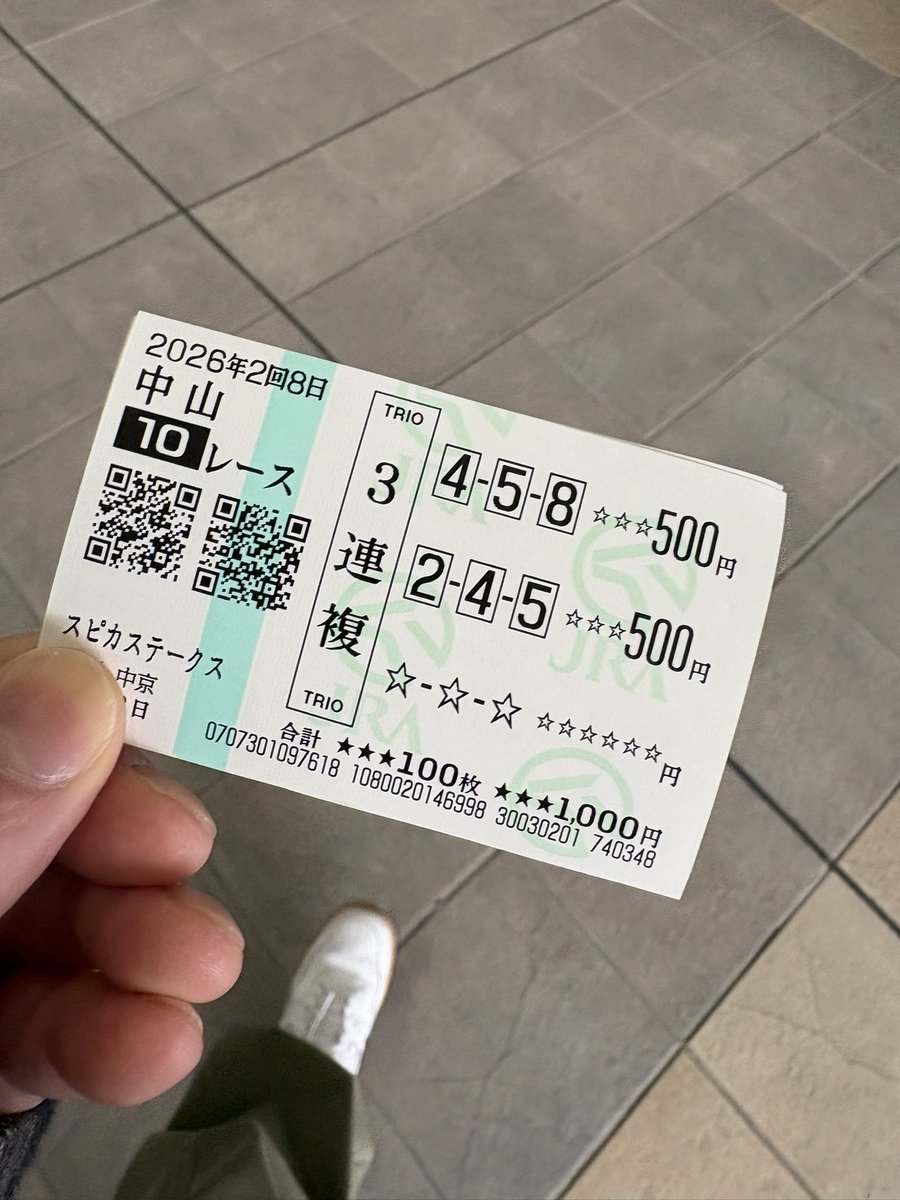 2026年2回8日
中山
10レース
スピカステークス
中京
日
TRIO
3連複
TRIO
4-5-8 ☆☆☆500円
2-4-5 ☆☆☆500円
☆-☆-☆ ☆☆☆☆☆☆円
合計 ★★★100枚 ★★★1,000円
0707301097618 1080020146998 30030201 740348
JRA
JRA